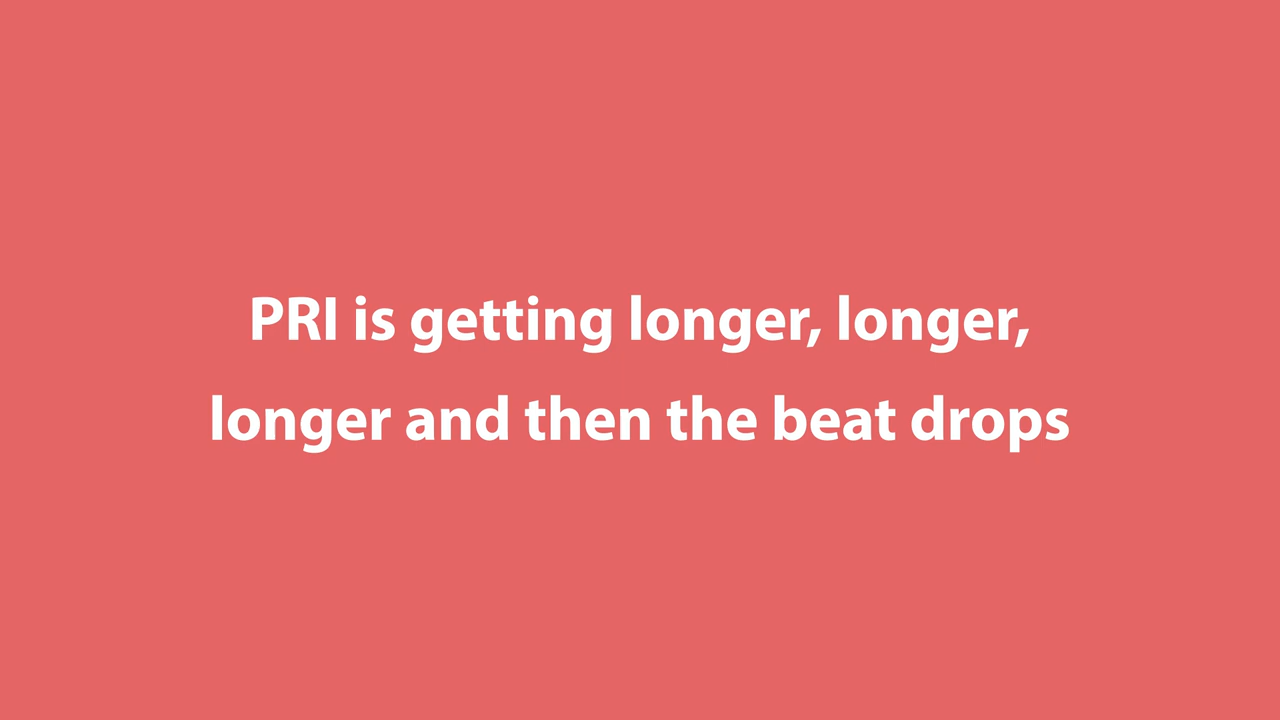 PRI is getting longer, longer,
longer and then the beat drops